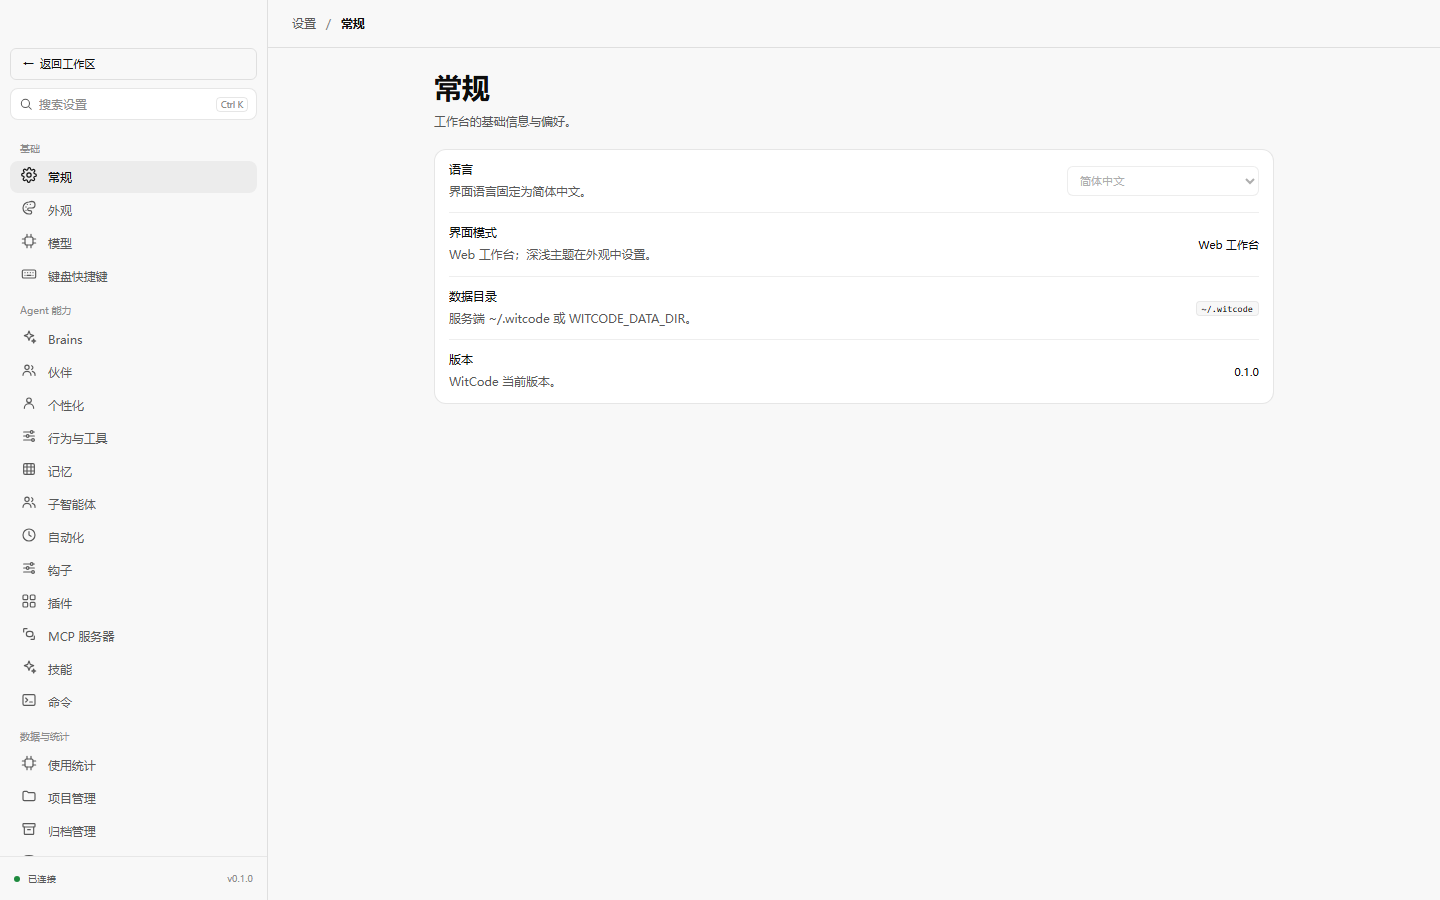 设置 / 常规
← 返回工作区
搜索设置 Ctrl K
基础
常规
外观
模型
键盘快捷键
Agent 能力
Brains
伙伴
个性化
行为与工具
记忆
子智能体
自动化
钩子
插件
MCP 服务器
技能
命令
数据与统计
使用统计
项目管理
归档管理
已连接 v0.1.0
常规
工作台的基础信息与偏好。
语言
界面语言固定为简体中文。
简体中文
界面模式
Web 工作台；深浅主题在外观中设置。
Web 工作台
数据目录
服务端 ~/.witcode 或 WITCODE_DATA_DIR。
~/.witcode
版本
WitCode 当前版本。
0.1.0